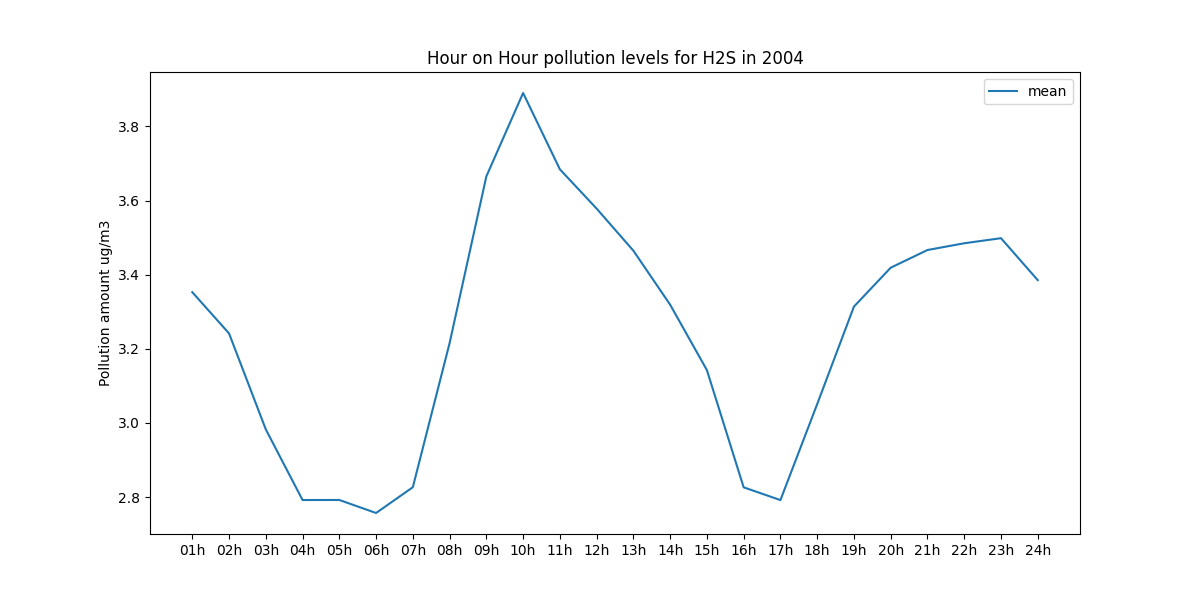 Hour on Hour pollution levels for H2S in 2004
mean
Pollution amount ug/m3
3.8
3.6
3.4
3.2
3.0
2.8
01h 02h 03h 04h 05h 06h 07h 08h 09h 10h 11h 12h 13h 14h 15h 16h 17h 18h 19h 20h 21h 22h 23h 24h